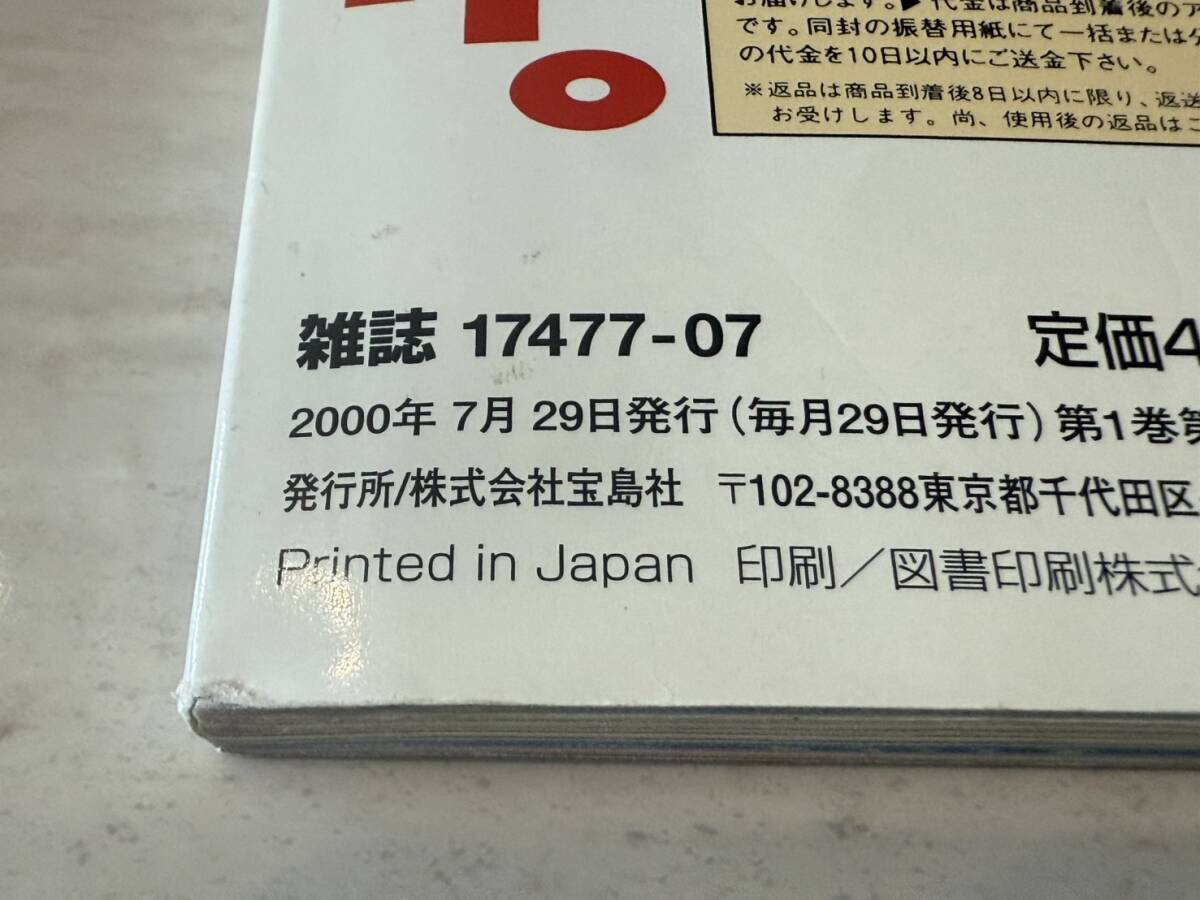 す。
お届けします。▶代金は商品到着後のア
です。同封の振替用紙にて一括または分
の代金を10日以内にご送金下さい。
※返品は商品到着後8日以内に限り、返送
お受けします。尚、使用後の返品はご
雑誌 17477-07
定価4
2000年 7月 29日発行(毎月29日発行)第1巻第
発行所/株式会社宝島社 〒102-8388東京都千代田区
Printed in Japan 印刷/図書印刷株式会